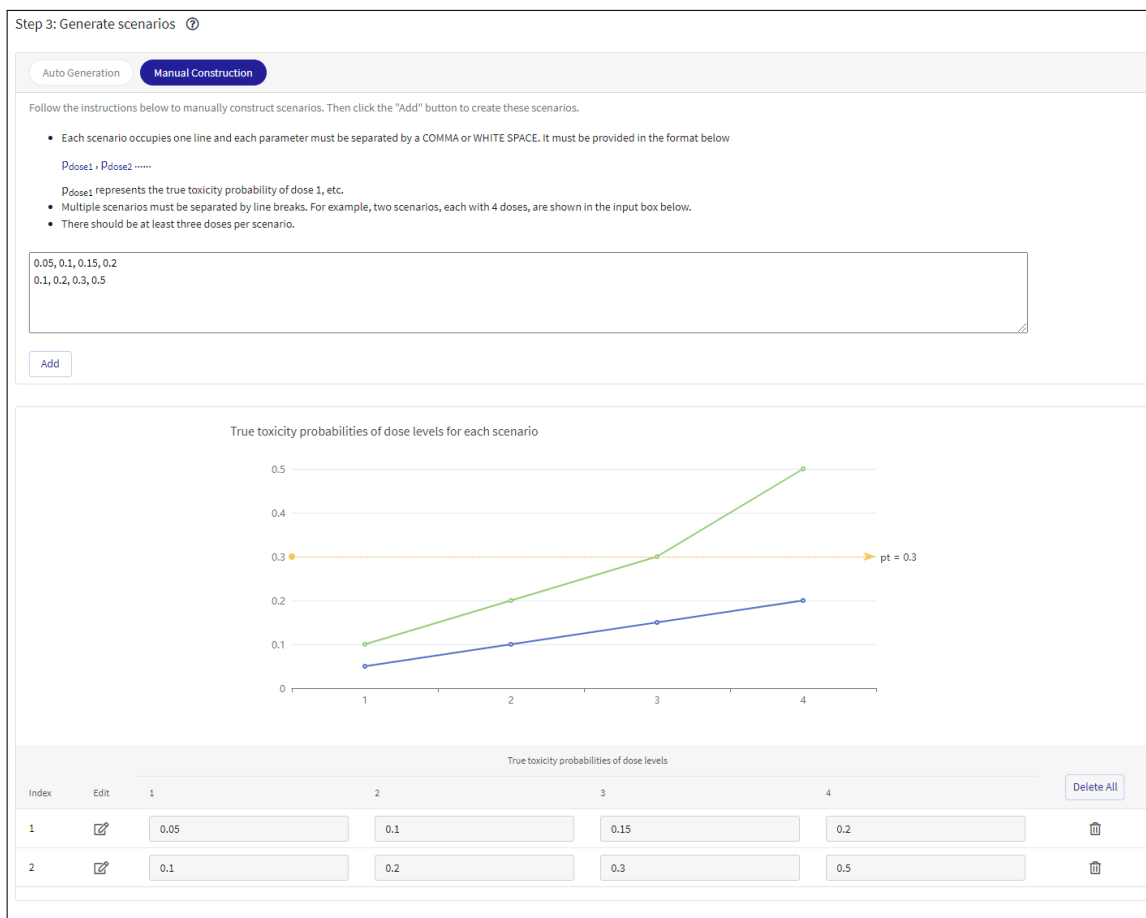 Step 3: Generate scenarios ?
Auto Generation Manual Construction
Follow the instructions below to manually construct scenarios. Then click the "Add" button to create these scenarios.
• Each scenario occupies one line and each parameter must be separated by a COMMA or WHITE SPACE. It must be provided in the format below
Pdose1 , Pdose2 ······
Pdose1 represents the true toxicity probability of dose 1, etc.
• Multiple scenarios must be separated by line breaks. For example, two scenarios, each with 4 doses, are shown in the input box below.
• There should be at least three doses per scenario.
0.05, 0.1, 0.15, 0.2
0.1, 0.2, 0.3, 0.5
Add
True toxicity probabilities of dose levels for each scenario
0.5
0.4
0.3 pt = 0.3
0.2
0.1
0
1 2 3 4
True toxicity probabilities of dose levels
Index Edit 1 2 3 4 Delete All
1 0.05 0.1 0.15 0.2
2 0.1 0.2 0.3 0.5